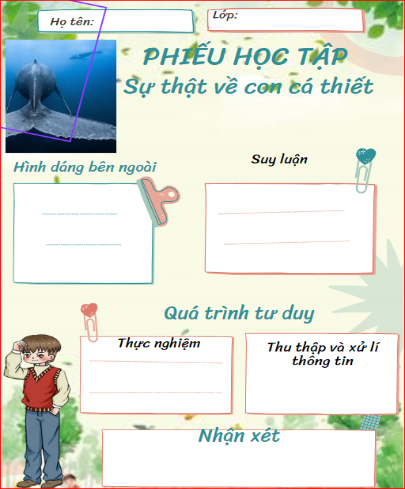 Họ tên:
Lớp:
PHIẾU HỌC TẬP
Sự thật về con cá thiết
Hình dáng bên ngoài
Suy luận
Quá trình tư duy
Thực nghiệm
Thu thập và xử lí
thông tin
Nhận xét